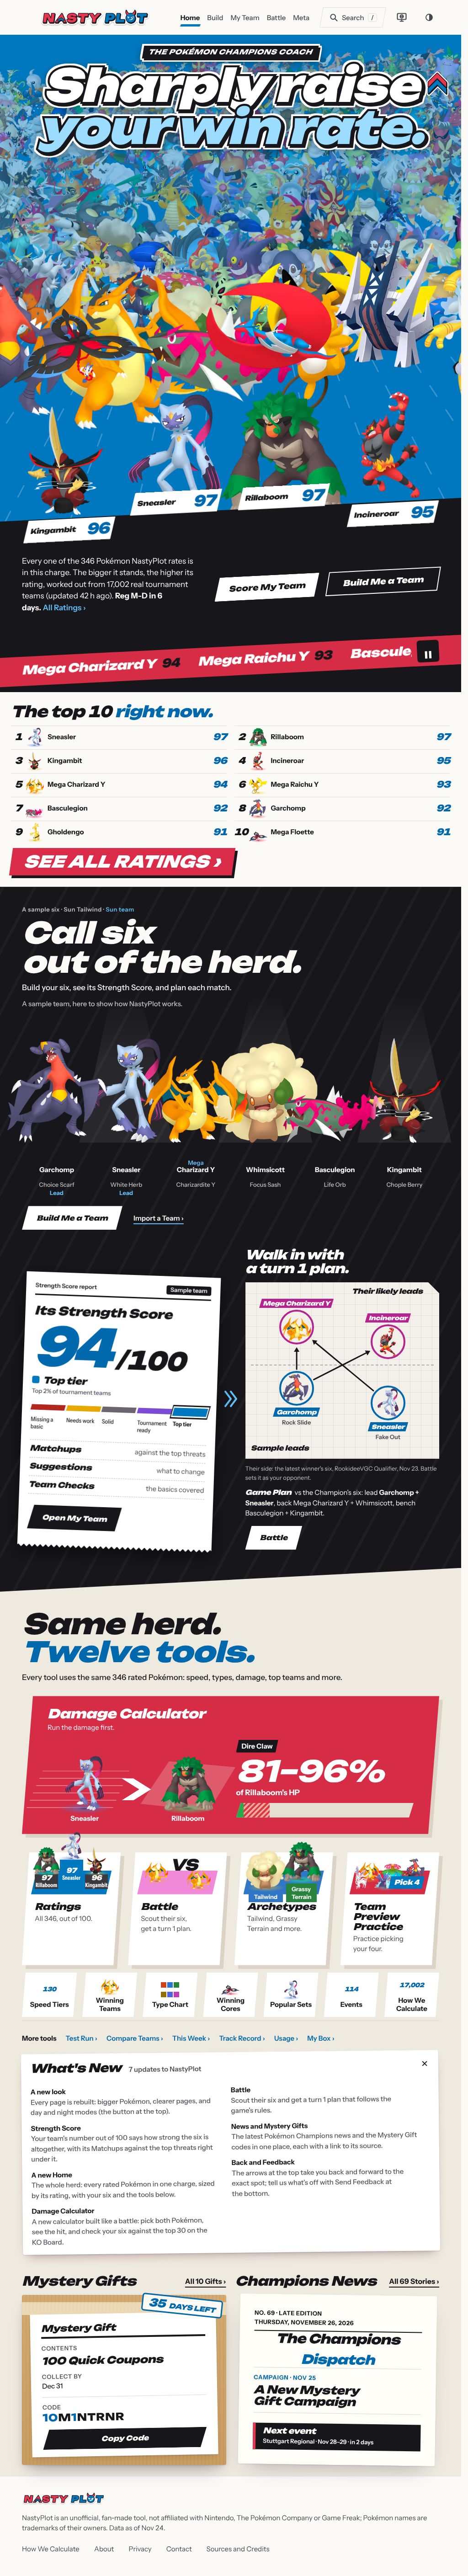 NASTY PLOT
Home Build My Team Battle Meta Search /
THE POKÉMON CHAMPIONS COACH
Sharply raise
your win rate.
Sneasler 97
Rillaboom 97
Incineroar 95
Kingambit 96
Every one of the 346 Pokémon NastyPlot rates is
in this charge. The bigger it stands, the higher its
rating, worked out from 17,002 real tournament
teams (updated 42 h ago). Reg M-D in 6
days. All Ratings ›
Score My Team
Build Me a Team
Mega Charizard Y 94 Mega Raichu Y 93 Bascule
The top 10 right now.
1 Sneasler 97
2 Rillaboom 97
3 Kingambit 96
4 Incineroar 95
5 Mega Charizard Y 94
6 Mega Raichu Y 93
7 Basculegion 92
8 Garchomp 92
9 Gholdengo 91
10 Mega Floette 91
SEE ALL RATINGS ›
A sample six · Sun Tailwind · Sun team
Call six
out of the herd.
Build your six, see its Strength Score, and plan each match.
A sample team, here to show how NastyPlot works.
Garchomp
Choice Scarf
Lead
Sneasler
White Herb
Lead
Mega
Charizard Y
Charizardite Y
Whimsicott
Focus Sash
Basculegion
Life Orb
Kingambit
Chople Berry
Build Me a Team
Import a Team ›
Strength Score report
Sample team
Its Strength Score
94/100
Top tier
Top 2% of tournament teams
Missing a basic
Needs work
Solid
Tournament ready
Top tier
Matchups against the top threats
Suggestions what to change
Team Checks the basics covered
Open My Team
Walk in with
a turn 1 plan.
Their likely leads
Mega Charizard Y
Incineroar
Garchomp
Rock Slide
Sneasler
Fake Out
Sample leads
Their side: the latest winner's six, RookideeVGC Qualifier, Nov 23. Battle
sets it as your opponent.
Game Plan vs the Champion's six: lead Garchomp +
Sneasler, back Mega Charizard Y + Whimsicott, bench
Basculegion + Kingambit.
Battle
Same herd.
Twelve tools.
Every tool uses the same 346 rated Pokémon: speed, types, damage, top teams and more.
Damage Calculator
Run the damage first.
Sneasler
Rillaboom
Dire Claw
81–96%
of Rillaboom's HP
97 Rillaboom
97 Sneasler
96 Kingambit
Ratings
All 346, out of 100.
VS
Battle
Scout their six,
get a turn 1 plan.
Tailwind
Grassy Terrain
Archetypes
Tailwind, Grassy
Terrain and more.
Pick 4
Team
Preview
Practice
Practice picking
your four.
130
Speed Tiers
Winning
Teams
Type Chart
Winning
Cores
Popular Sets
114
Events
17,002
How We
Calculate
More tools Test Run › Compare Teams › This Week › Track Record › Usage › My Box ›
What's New 7 updates to NastyPlot
×
A new look
Every page is rebuilt: bigger Pokémon, clearer pages, and
day and night modes (the button at the top).
Strength Score
Your team's number out of 100 says how strong the six is
altogether, with its Matchups against the top threats right
under it.
A new Home
The whole herd: every rated Pokémon in one charge, sized
by its rating, with your six and the tools below.
Damage Calculator
A new calculator built like a battle: pick both Pokémon,
see the hit, and check your six against the top 30 on the
KO Board.
Battle
Scout their six and get a turn 1 plan that follows the
game's rules.
News and Mystery Gifts
The latest Pokémon Champions news and the Mystery Gift
codes in one place, each with a link to its source.
Back and Feedback
The arrows at the top take you back and forward to the
exact spot; tell us what's off with Send Feedback at
the bottom.
Mystery Gifts All 10 Gifts ›
35 DAYS LEFT
Mystery Gift
CONTENTS
100 Quick Coupons
COLLECT BY
Dec 31
CODE
10M1NTRNR
Copy Code
Champions News All 69 Stories ›
NO. 69 · LATE EDITION
THURSDAY, NOVEMBER 26, 2026
The Champions
Dispatch
CAMPAIGN · NOV 25
A New Mystery
Gift Campaign
Next event
Stuttgart Regional · Nov 28–29 · in 2 days
NASTY PLOT
NastyPlot is an unofficial, fan-made tool, not affiliated with Nintendo, The Pokémon Company or Game Freak; Pokémon names are
trademarks of their owners. Data as of Nov 24.
How We Calculate About Privacy Contact Sources and Credits